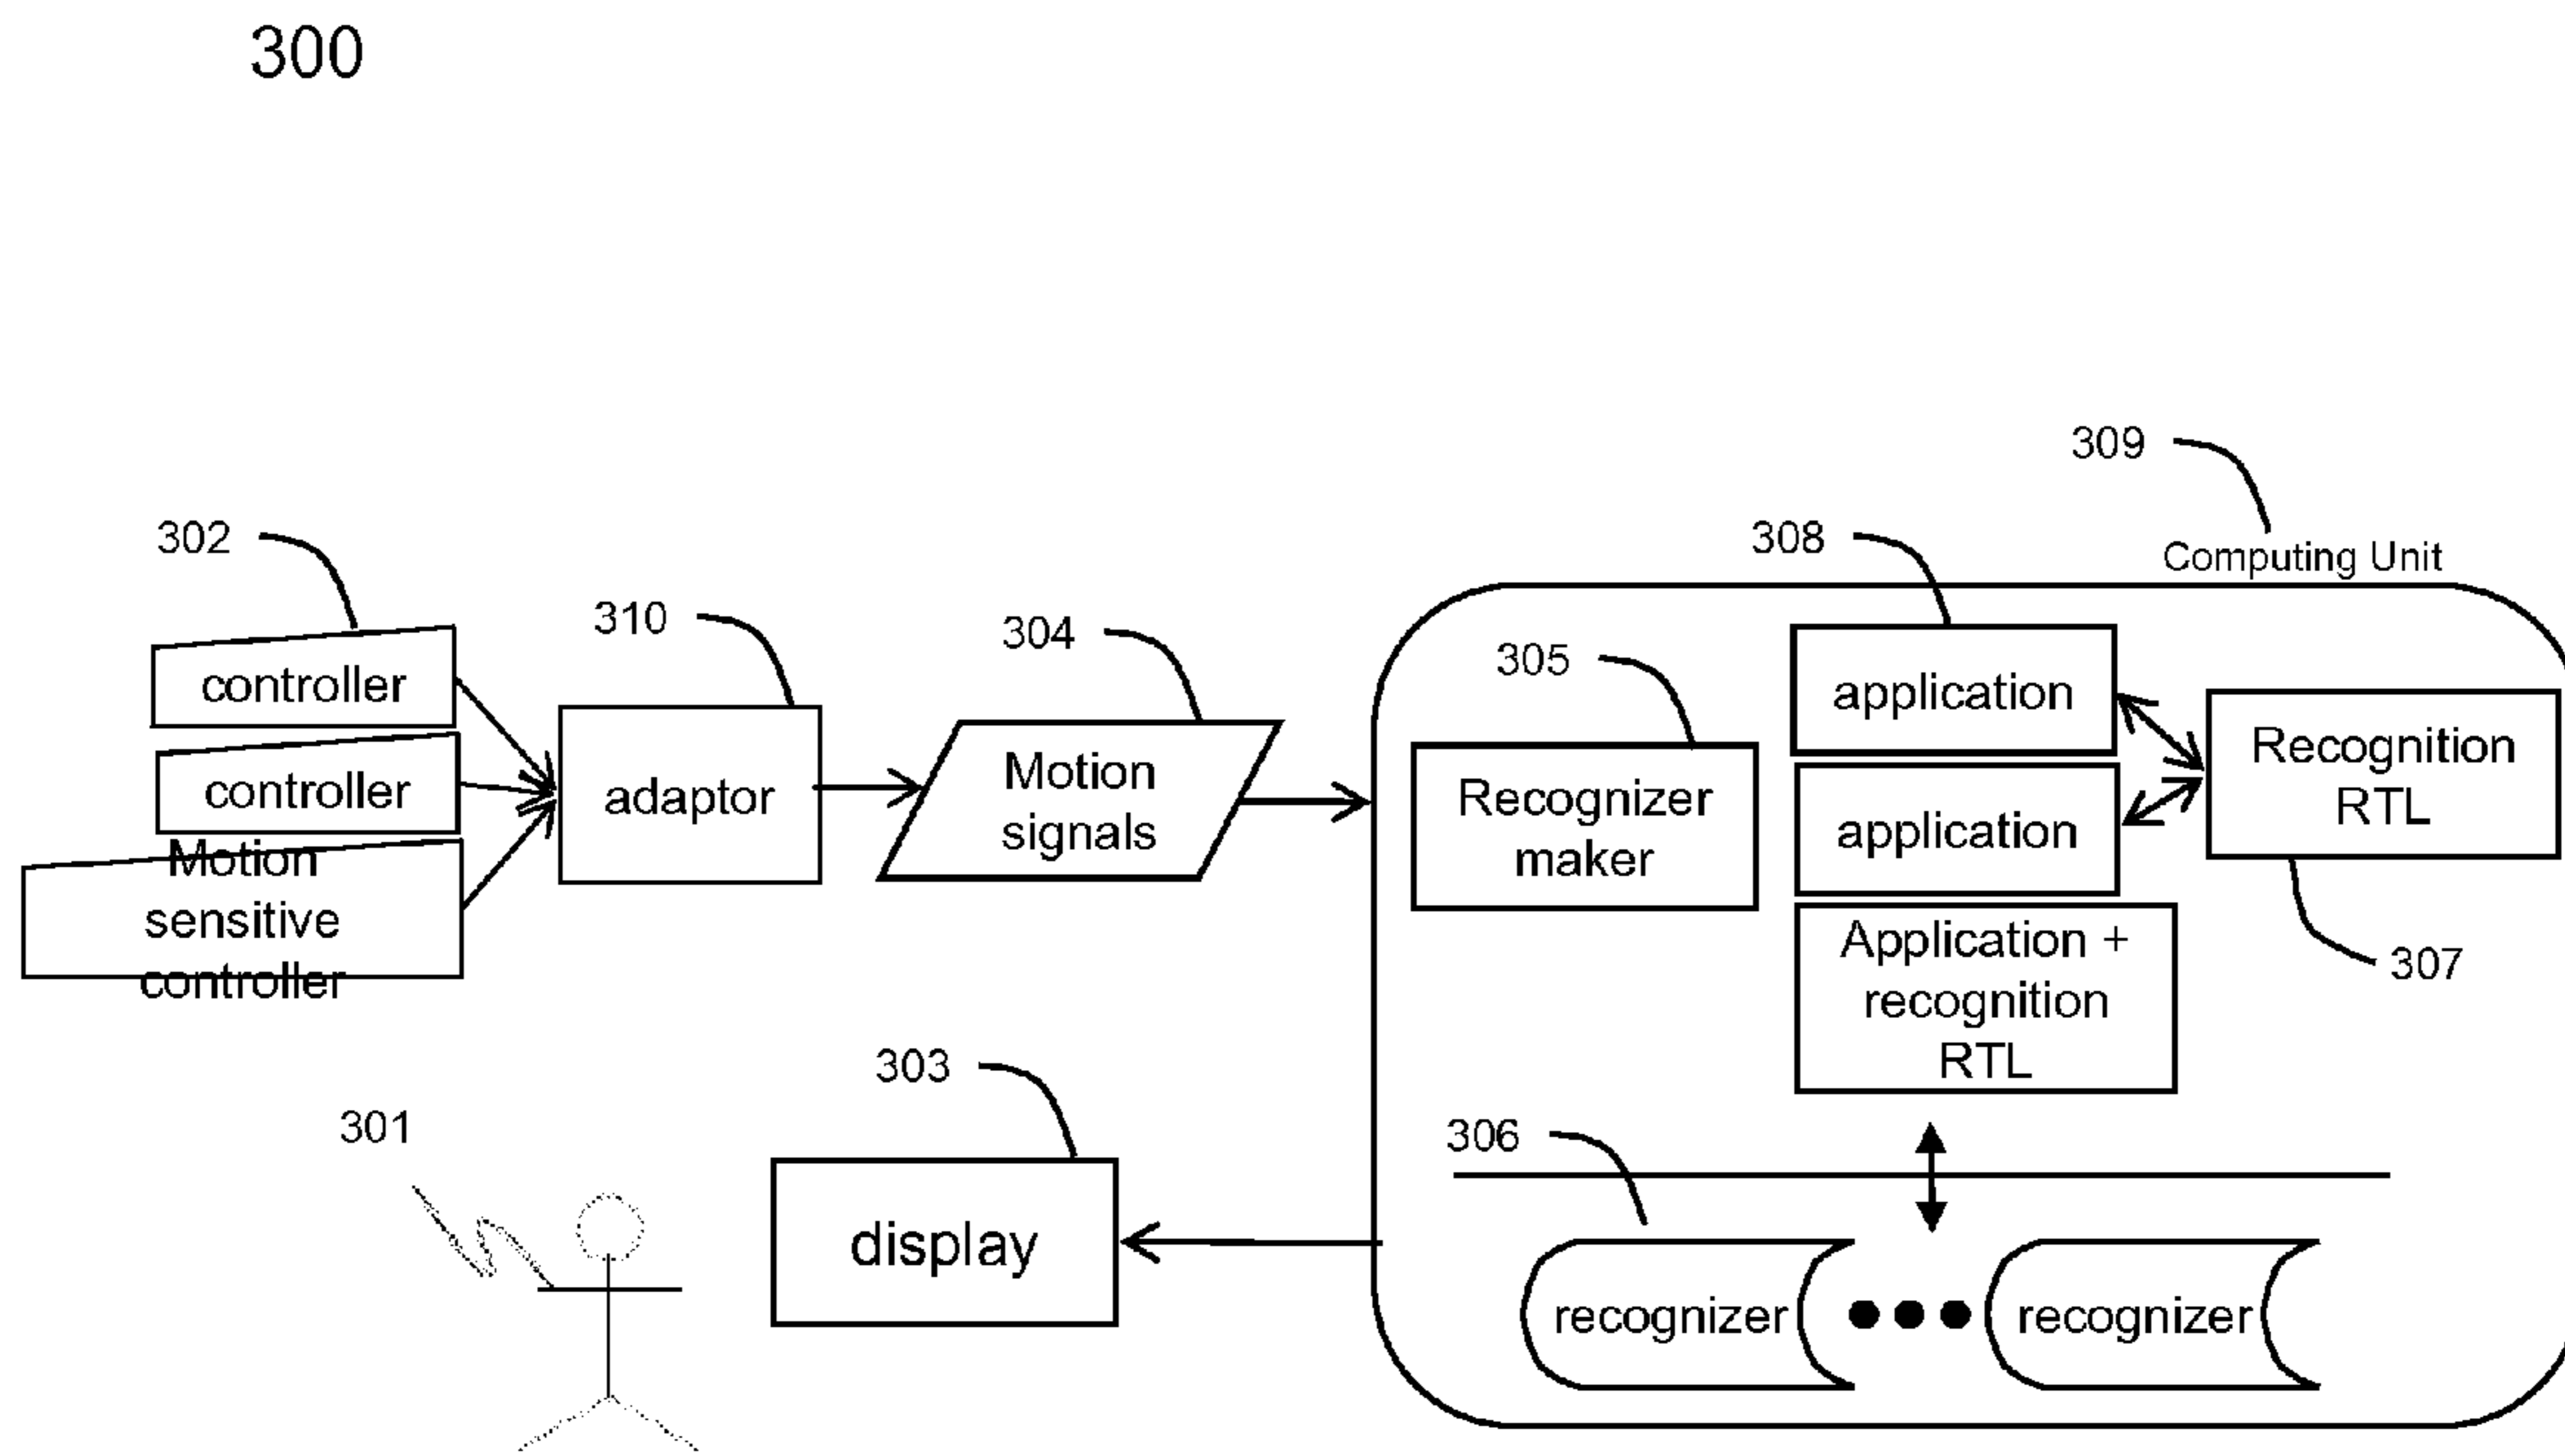 300
309
302
308
Computing Unit
310
304
305
controller
application
Recognition
RTL
controller
adaptor
Motion
signals
Recognizer
maker
application
Motion
sensitive
controller
Application +
recognition
RTL
307
303
301
306
display
recognizer
recognizer